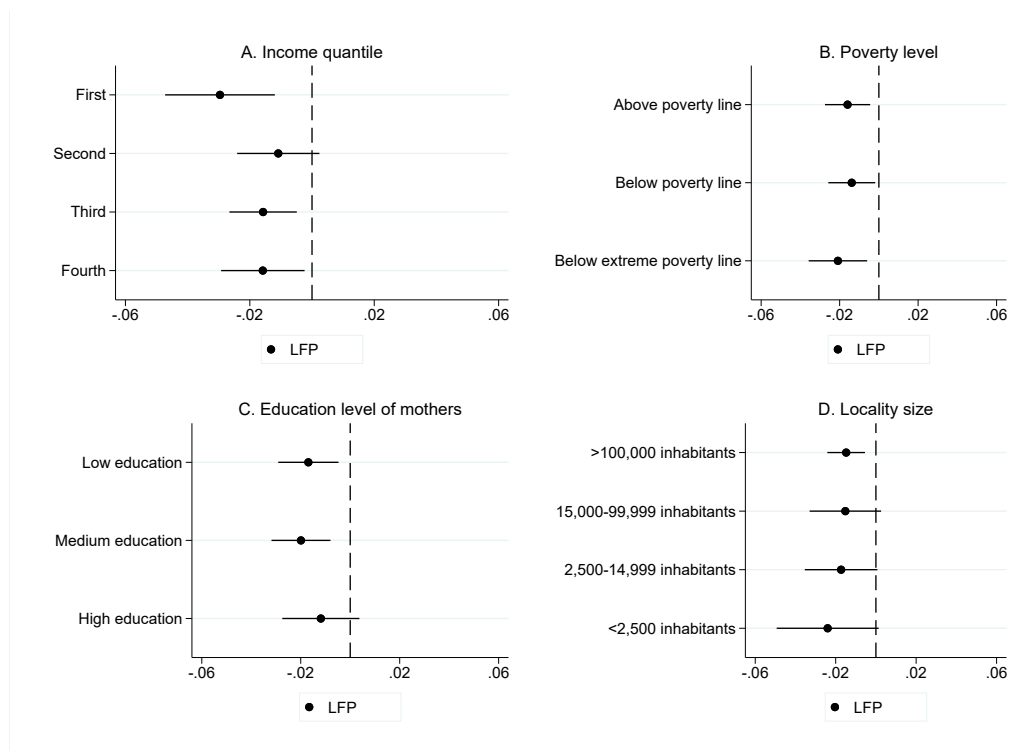 A. Income quantile
First
Second
Third
Fourth
-.06 -.02 .02 .06
LFP
B. Poverty level
Above poverty line
Below poverty line
Below extreme poverty line
-.06 -.02 .02 .06
LFP
C. Education level of mothers
Low education
Medium education
High education
-.06 -.02 .02 .06
LFP
D. Locality size
>100,000 inhabitants
15,000-99,999 inhabitants
2,500-14,999 inhabitants
<2,500 inhabitants
-.06 -.02 .02 .06
LFP